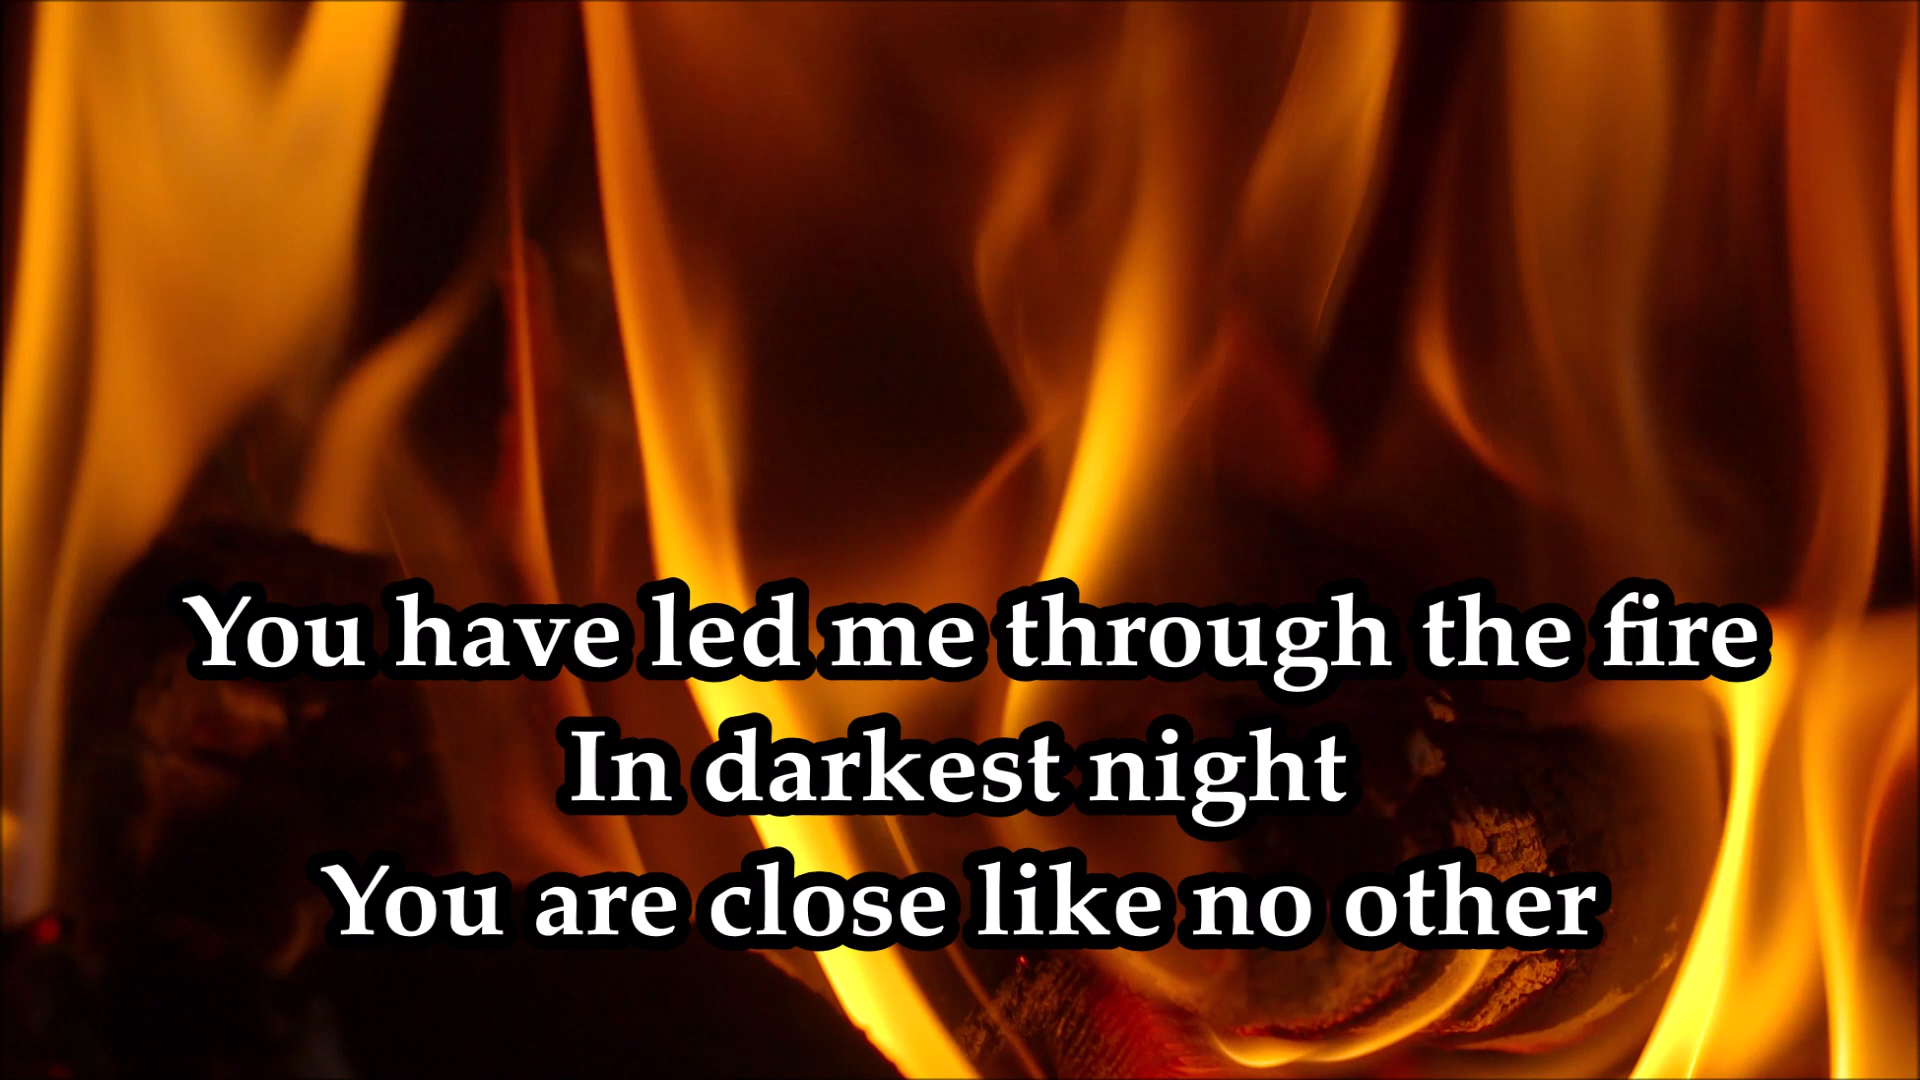 You have led me through the fire
In darkest night
You are close like no other